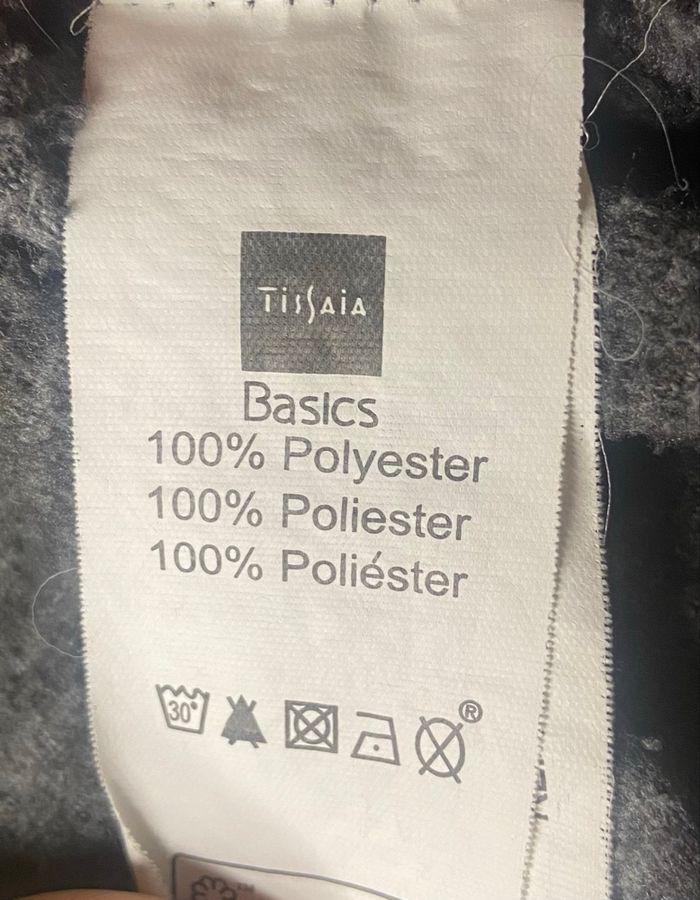 TiSSAiA
Basics
100% Polyester
100% Poliester
100% Poliéster
30°
®